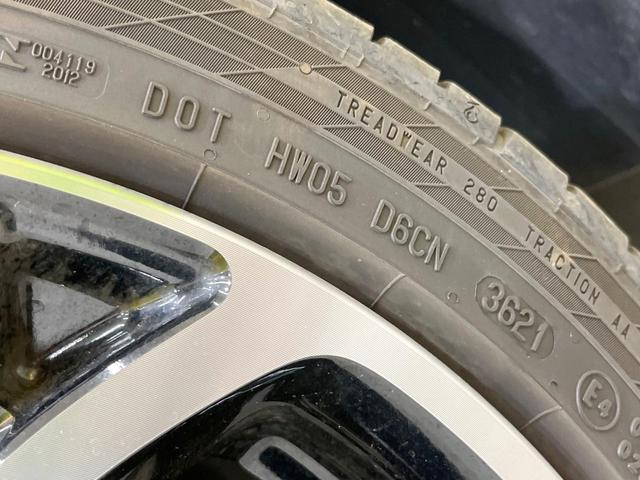 004119
2012
TREADWEAR 280 TRACTION AA
DOT HW05 D6CN 3621
E4